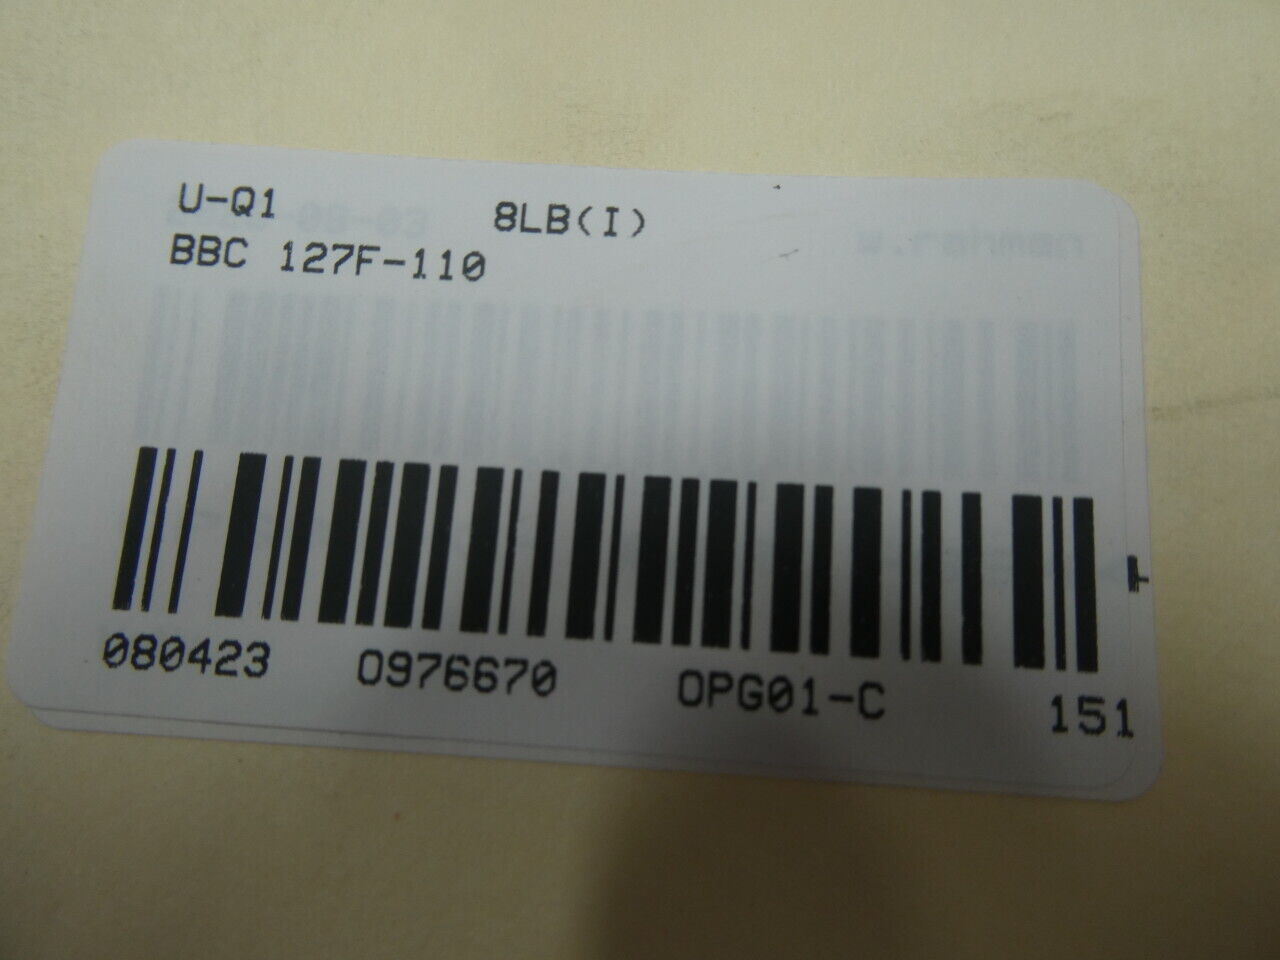 U-Q1 8LB(I)
BBC 127F-110
080423 0976670 OPG01-C 151